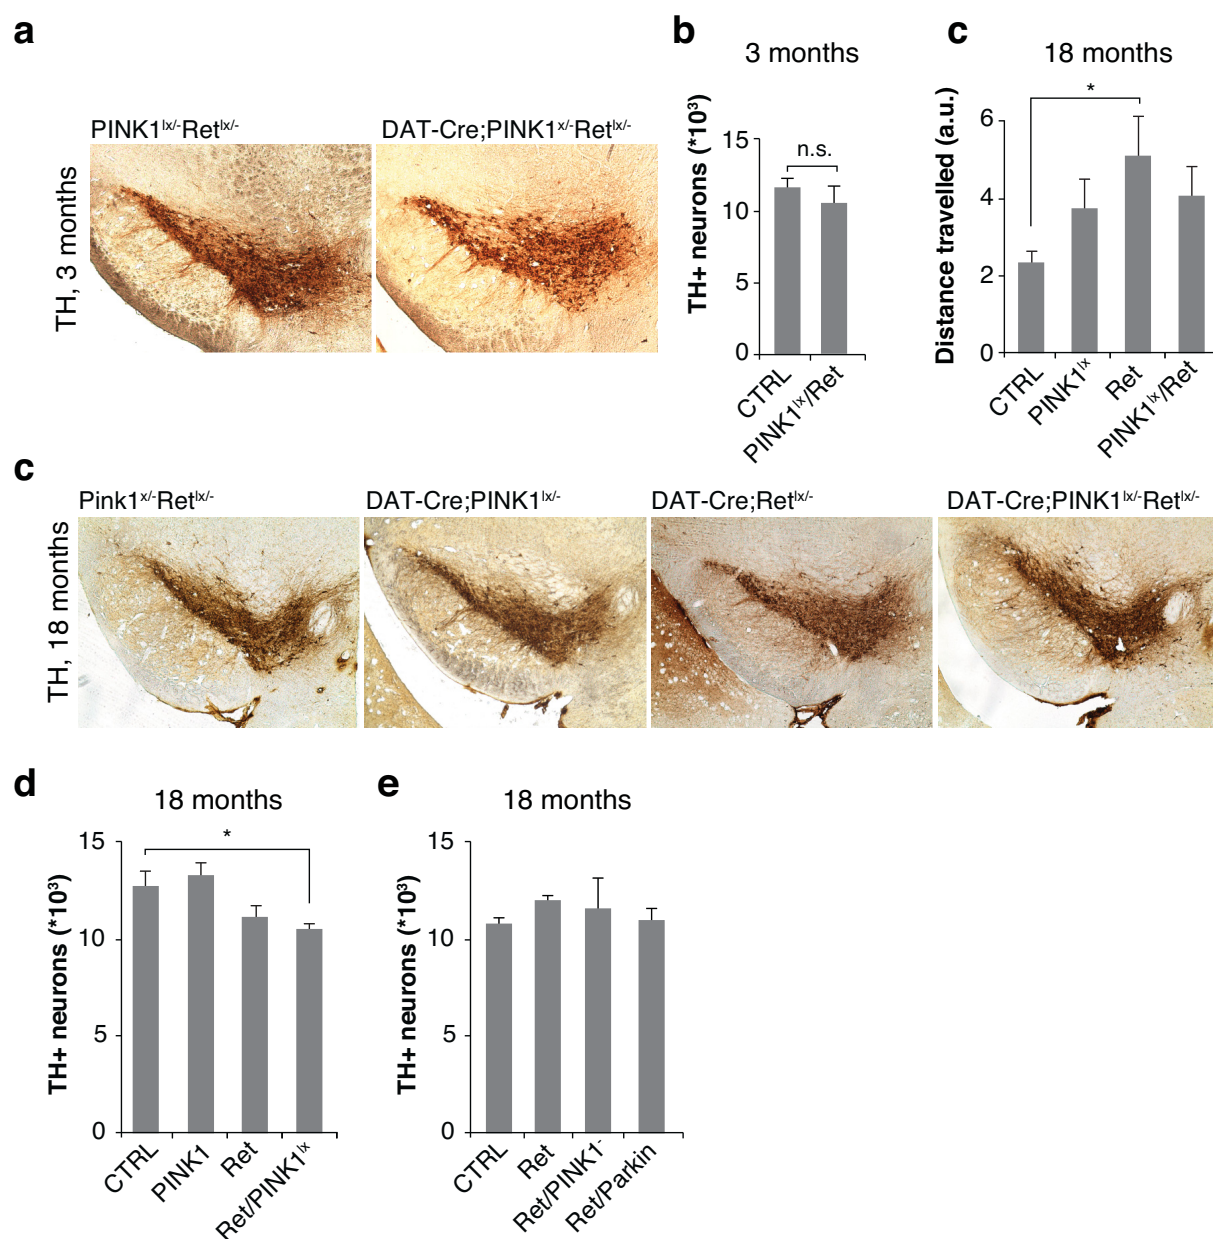 a
b
c
3 months
18 months
PINK1lx/-Retlx/-
DAT-Cre;PINK1x/-Retlx/-
TH, 3 months
TH+ neurons (*10³)
15
10
5
0
n.s.
CTRL
PINK1lx/Ret
Distance travelled (a.u.)
6
4
2
0
*
CTRL
PINK1lx
Ret
PINK1lx/Ret
c
Pink1x/-Retlx/-
DAT-Cre;PINK1lx/-
DAT-Cre;Retlx/-
DAT-Cre;PINK1lx/-Retlx/-
TH, 18 months
d
18 months
TH+ neurons (*10³)
15
10
5
0
*
CTRL
PINK1
Ret
Ret/PINK1lx
e
18 months
TH+ neurons (*10³)
15
10
5
0
CTRL
Ret
Ret/PINK1-
Ret/Parkin